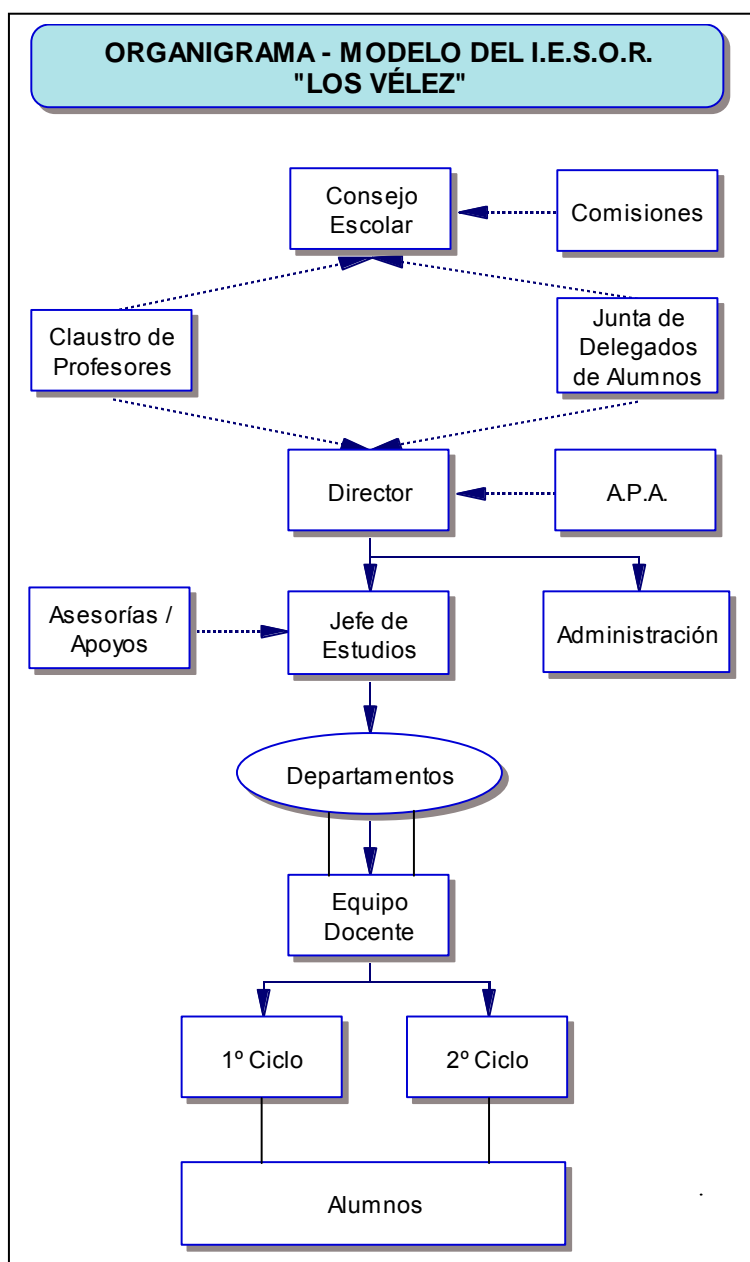 ORGANIGRAMA - MODELO DEL I.E.S.O.R.
"LOS VÉLEZ"
Consejo
Escolar
Comisiones
Claustro de
Profesores
Junta de
Delegados
de Alumnos
Director
A.P.A.
Asesorías /
Apoyos
Jefe de
Estudios
Administración
Departamentos
Equipo
Docente
1º Ciclo
2º Ciclo
Alumnos
.